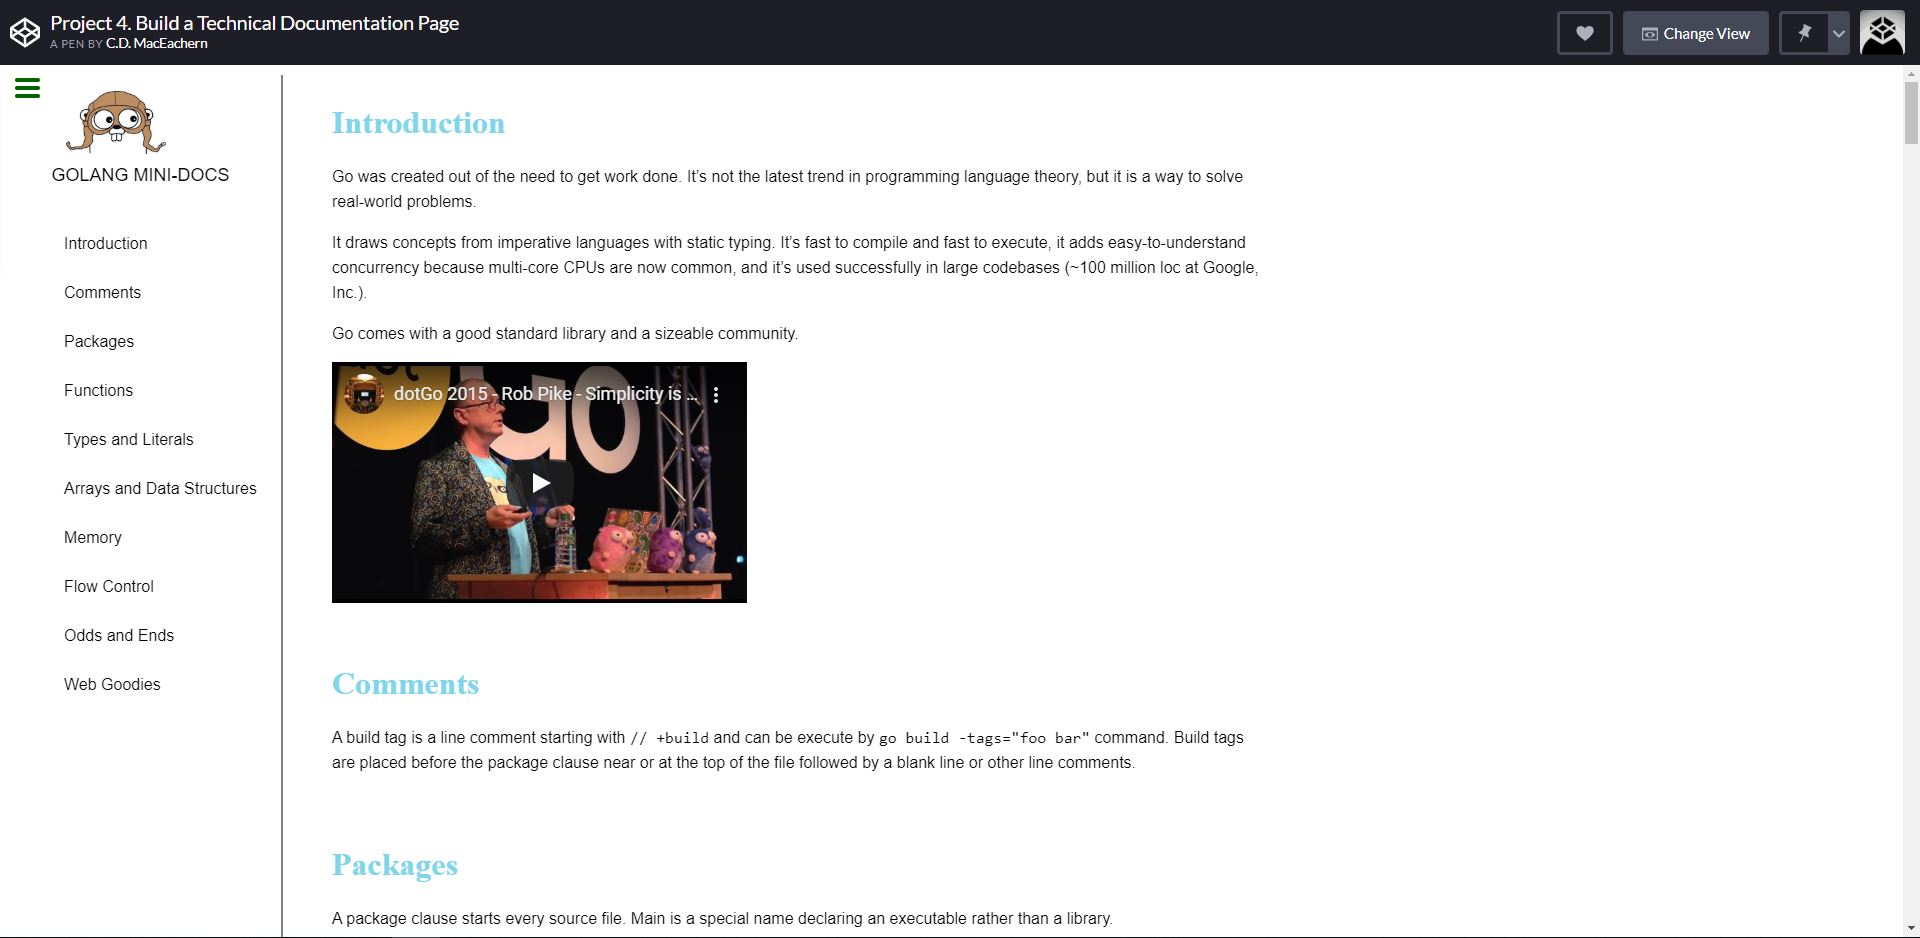 Project 4. Build a Technical Documentation Page
A PEN BY C.D. MacEachern
Change View
GOLANG MINI-DOCS
Introduction
Comments
Packages
Functions
Types and Literals
Arrays and Data Structures
Memory
Flow Control
Odds and Ends
Web Goodies
Introduction
Go was created out of the need to get work done. It’s not the latest trend in programming language theory, but it is a way to solve
real-world problems.
It draws concepts from imperative languages with static typing. It’s fast to compile and fast to execute, it adds easy-to-understand
concurrency because multi-core CPUs are now common, and it’s used successfully in large codebases (~100 million loc at Google,
Inc.).
Go comes with a good standard library and a sizeable community.
dotGo 2015 - Rob Pike - Simplicity is ...
Go
Comments
A build tag is a line comment starting with // +build and can be execute by go build -tags="foo bar" command. Build tags
are placed before the package clause near or at the top of the file followed by a blank line or other line comments.
Packages
A package clause starts every source file. Main is a special name declaring an executable rather than a library.